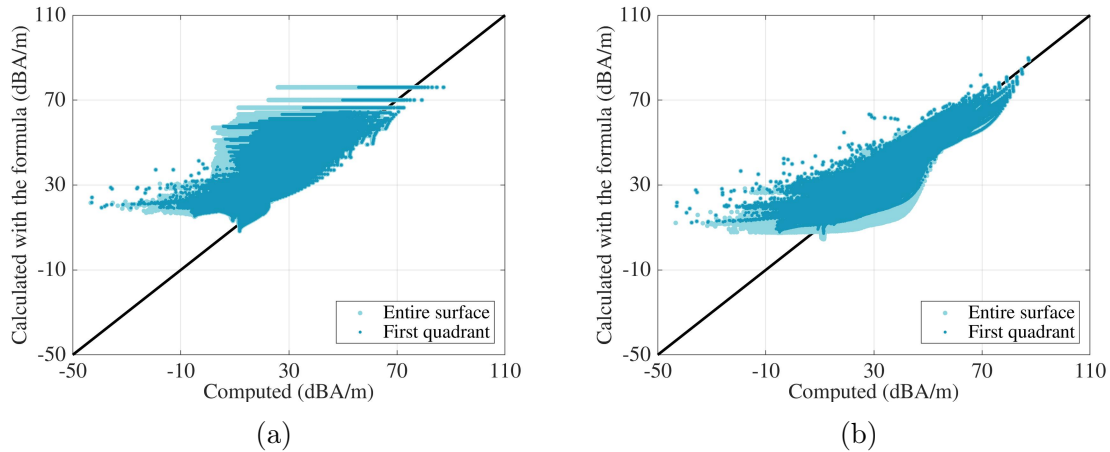 110
70
30
-10
-50
Calculated with the formula (dBA/m)
Entire surface
First quadrant
-50 -10 30 70 110
Computed (dBA/m)
(a)
110
70
30
-10
-50
Calculated with the formula (dBA/m)
Entire surface
First quadrant
-50 -10 30 70 110
Computed (dBA/m)
(b)